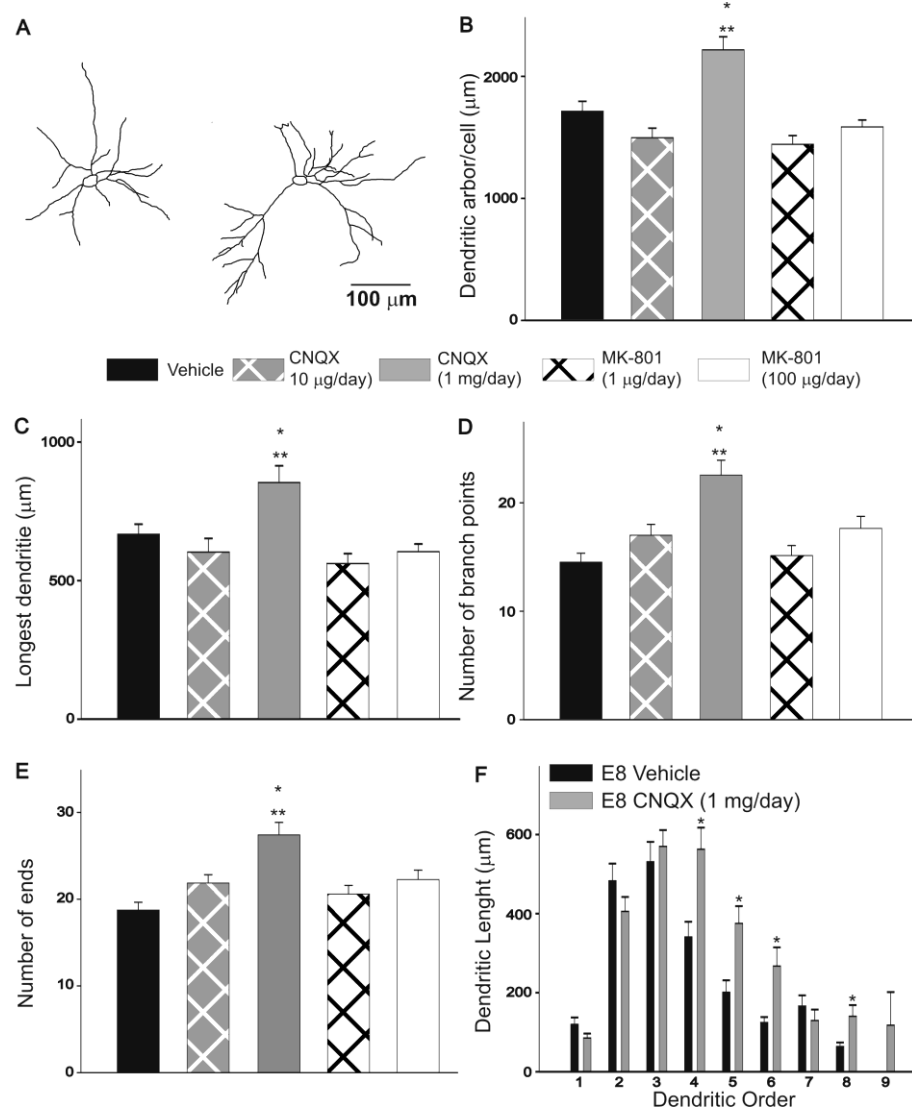 A
100 μm
B
Dendritic arbor/cell (μm)
2000
1000
0
*
**
Vehicle
CNQX
10 μg/day)
CNQX
(1 mg/day)
MK-801
(1 μg/day)
MK-801
(100 μg/day)
C
Longest dendritie (μm)
1000
500
0
*
**
D
Number of branch points
20
10
0
*
**
E
Number of ends
30
20
10
0
*
**
F
E8 Vehicle
E8 CNQX (1 mg/day)
Dendritic Lenght (μm)
600
400
200
0
*
*
*
*
1 2 3 4 5 6 7 8 9
Dendritic Order